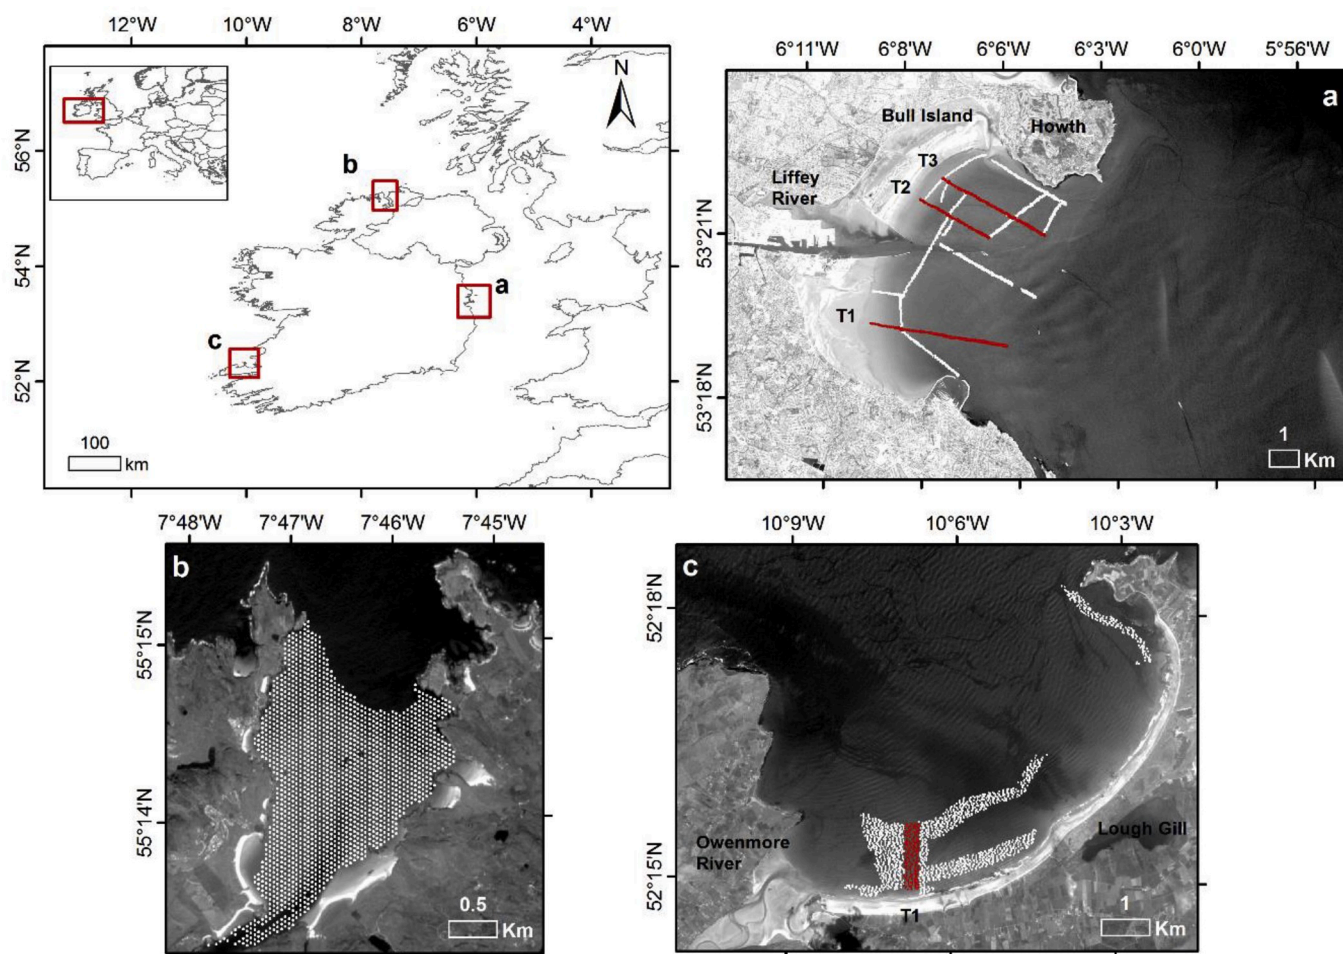 12°W 10°W 8°W 6°W 4°W
56°N
54°N
52°N
N
b
a
c
100
km
6°11'W 6°8'W 6°6'W 6°3'W 6°0'W 5°56'W
53°21'N
53°18'N
a
Bull Island
Howth
T3
T2
Liffey
River
T1
1
Km
7°48'W 7°47'W 7°46'W 7°45'W
55°15'N
55°14'N
b
0.5
Km
10°9'W 10°6'W 10°3'W
52°18'N
52°15'N
c
Owenmore
River
Lough Gill
T1
1
Km